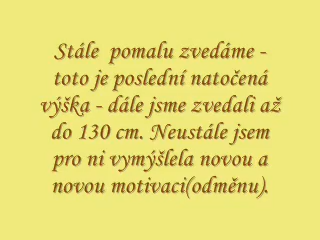 Stále pomalu zvedáme -
toto je poslední natočená
výška - dále jsme zvedali až
do 130 cm. Neustále jsem
pro ni vymýšlela novou a
novou motivaci(odměnu).